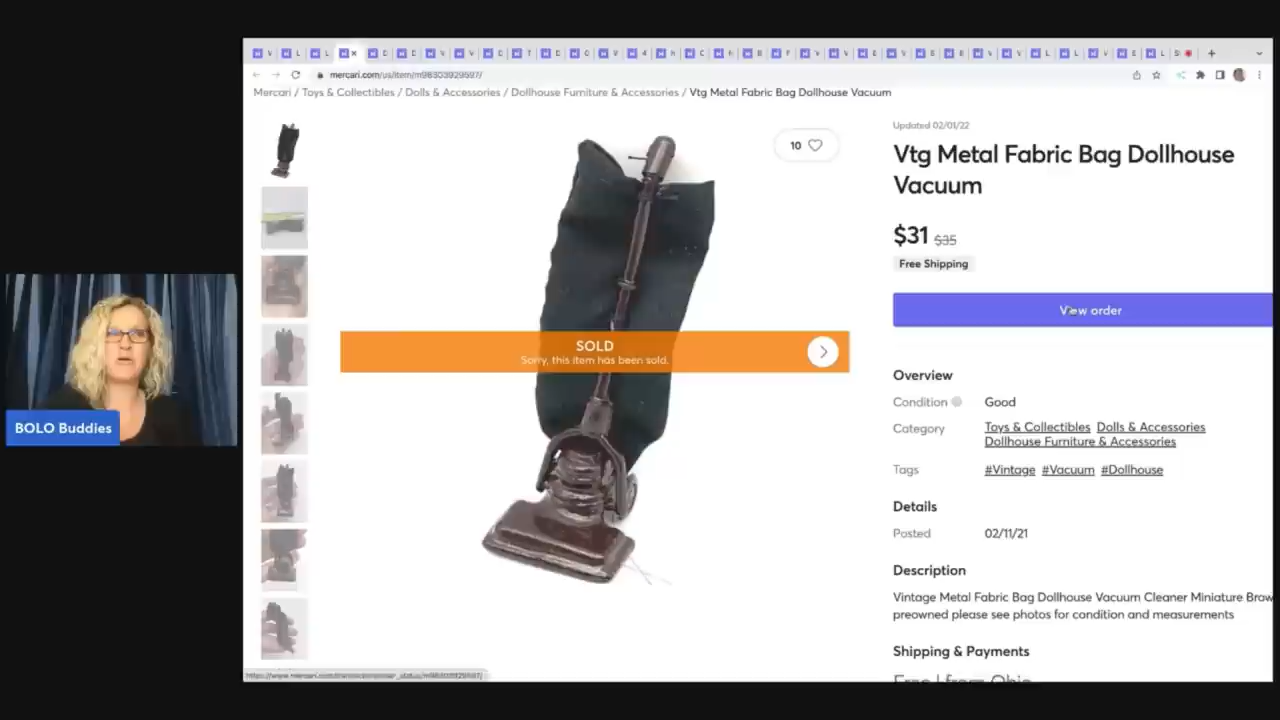 mercari.com/us/item/m98303929597/
Mercari / Toys & Collectibles / Dolls & Accessories / Dollhouse Furniture & Accessories / Vtg Metal Fabric Bag Dollhouse Vacuum
Updated 02/01/22
10
Vtg Metal Fabric Bag Dollhouse
Vacuum
$31 $35
Free Shipping
View order
SOLD
Sorry, this item has been sold.
Overview
Condition Good
Category Toys & Collectibles Dolls & Accessories
Dollhouse Furniture & Accessories
Tags #Vintage #Vacuum #Dollhouse
Details
Posted 02/11/21
Description
Vintage Metal Fabric Bag Dollhouse Vacuum Cleaner Miniature Brow
preowned please see photos for condition and measurements
Shipping & Payments
Free | from Ohio
BOLO Buddies